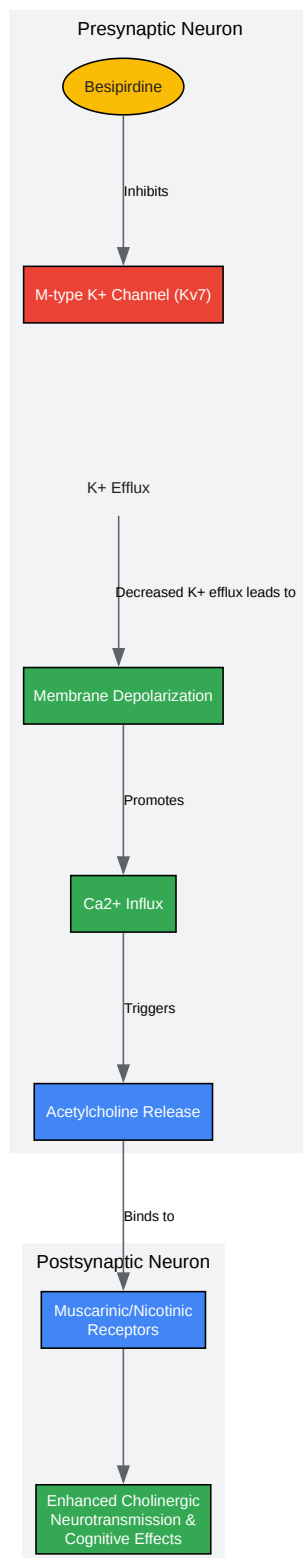 Presynaptic Neuron
Besipirdine
Inhibits
M-type K+ Channel (Kv7)
K+ Efflux
Decreased K+ efflux leads to
Membrane Depolarization
Promotes
Ca2+ Influx
Triggers
Acetylcholine Release
Binds to
Postsynaptic Neuron
Muscarinic/Nicotinic
Receptors
Enhanced Cholinergic
Neurotransmission &
Cognitive Effects